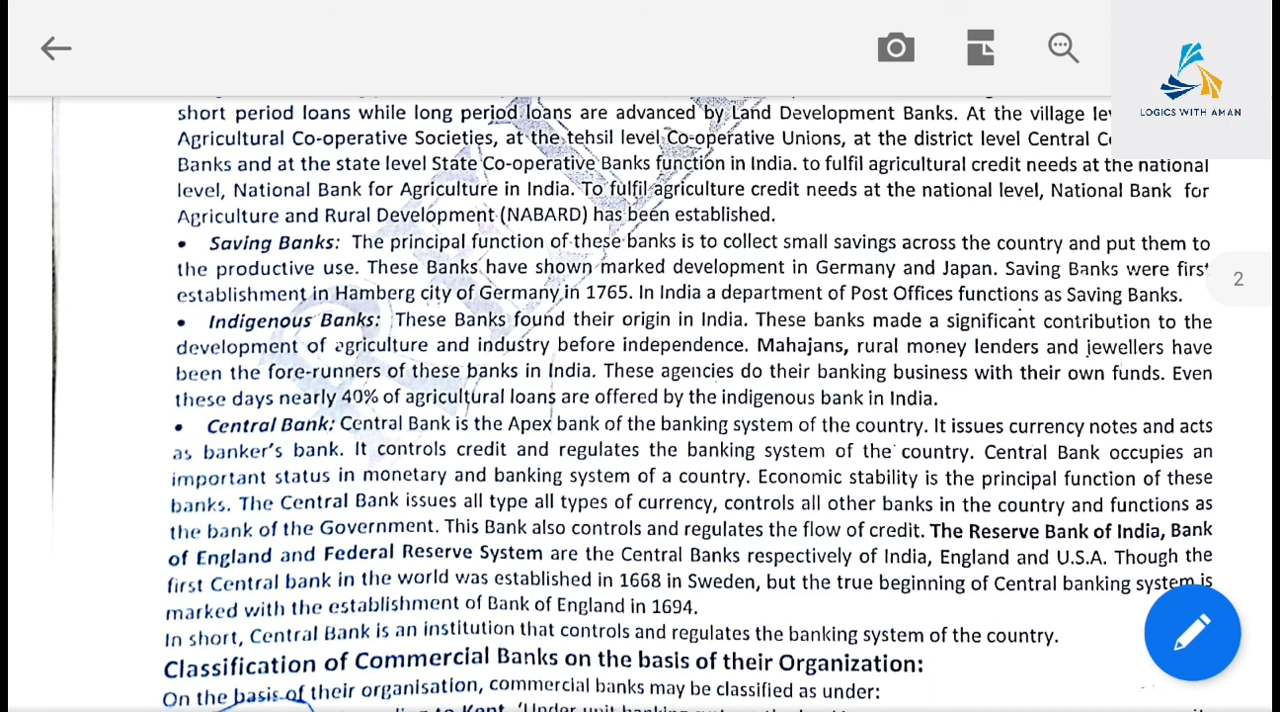 LOGICS WITH AMAN
short period loans while long period loans are advanced by Land Development Banks. At the village le
Agricultural Co-operative Societies, at the tehsil level Co-operative Unions, at the district level Central C
Banks and at the state level State Co-operative Banks function in India. to fulfil agricultural credit needs at the national
level, National Bank for Agriculture in India. To fulfil agriculture credit needs at the national level, National Bank for
Agriculture and Rural Development (NABARD) has been established.
• Saving Banks: The principal function of these banks is to collect small savings across the country and put them to
the productive use. These Banks have shown marked development in Germany and Japan. Saving Banks were first
establishment in Hamberg city of Germany in 1765. In India a department of Post Offices functions as Saving Banks.
2
• Indigenous Banks: These Banks found their origin in India. These banks made a significant contribution to the
development of agriculture and industry before independence. Mahajans, rural money lenders and jewellers have
been the fore-runners of these banks in India. These agencies do their banking business with their own funds. Even
these days nearly 40% of agricultural loans are offered by the indigenous bank in India.
• Central Bank: Central Bank is the Apex bank of the banking system of the country. It issues currency notes and acts
as banker's bank. It controls credit and regulates the banking system of the country. Central Bank occupies an
important status in monetary and banking system of a country. Economic stability is the principal function of these
banks. The Central Bank issues all type all types of currency, controls all other banks in the country and functions as
the bank of the Government. This Bank also controls and regulates the flow of credit. The Reserve Bank of India, Bank
of England and Federal Reserve System are the Central Banks respectively of India, England and U.S.A. Though the
first Central bank in the world was established in 1668 in Sweden, but the true beginning of Central banking system is
marked with the establishment of Bank of England in 1694.
In short, Central Bank is an institution that controls and regulates the banking system of the country.
Classification of Commercial Banks on the basis of their Organization:
On the basis of their organisation, commercial banks may be classified as under:
to Kent, 'Under unit banking